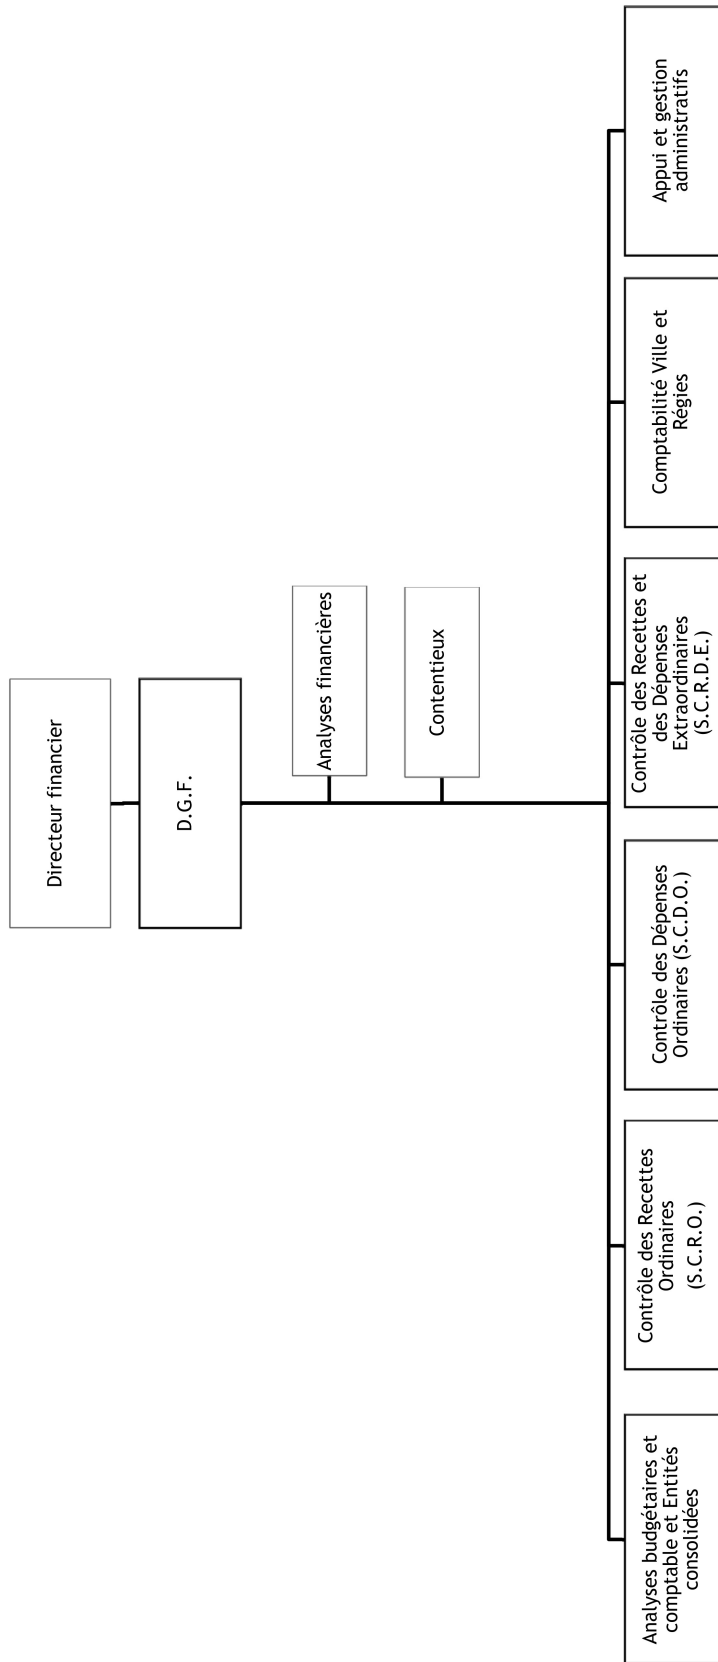 Directeur financier
D.G.F.
Analyses financières
Contentieux
Analyses budgétaires et
comptable et Entités
consolidées
Contrôle des Recettes
Ordinaires
(S.C.R.O.)
Contrôle des Dépenses
Ordinaires (S.C.D.O.)
Contrôle des Recettes et
des Dépenses
Extraordinaires
(S.C.R.D.E.)
Comptabilité Ville et
Régies
Appui et gestion
administratifs